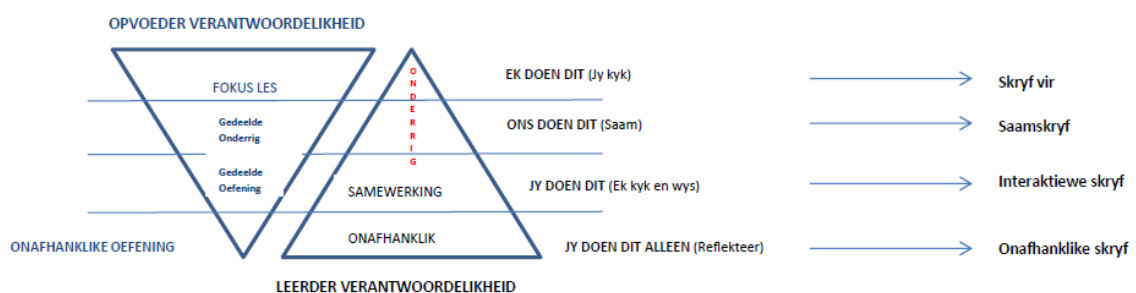 OPVOEDER VERANTWOORDELIKHEID
FOKUS LES
ONDERRIG
EK DOEN DIT (Jy kyk)
Skryf vir
Gedeelde
Onderrig
ONS DOEN DIT (Saam)
Saamskryf
Gedeelde
Oefening
SAMEWERKING
JY DOEN DIT (Ek kyk en wys)
Interaktiewe skryf
ONAFHANKLIKE OEFENING
ONAFHANKLIK
JY DOEN DIT ALLEEN (Reflekteer)
Onafhanklike skryf
LEERDER VERANTWOORDELIKHEID